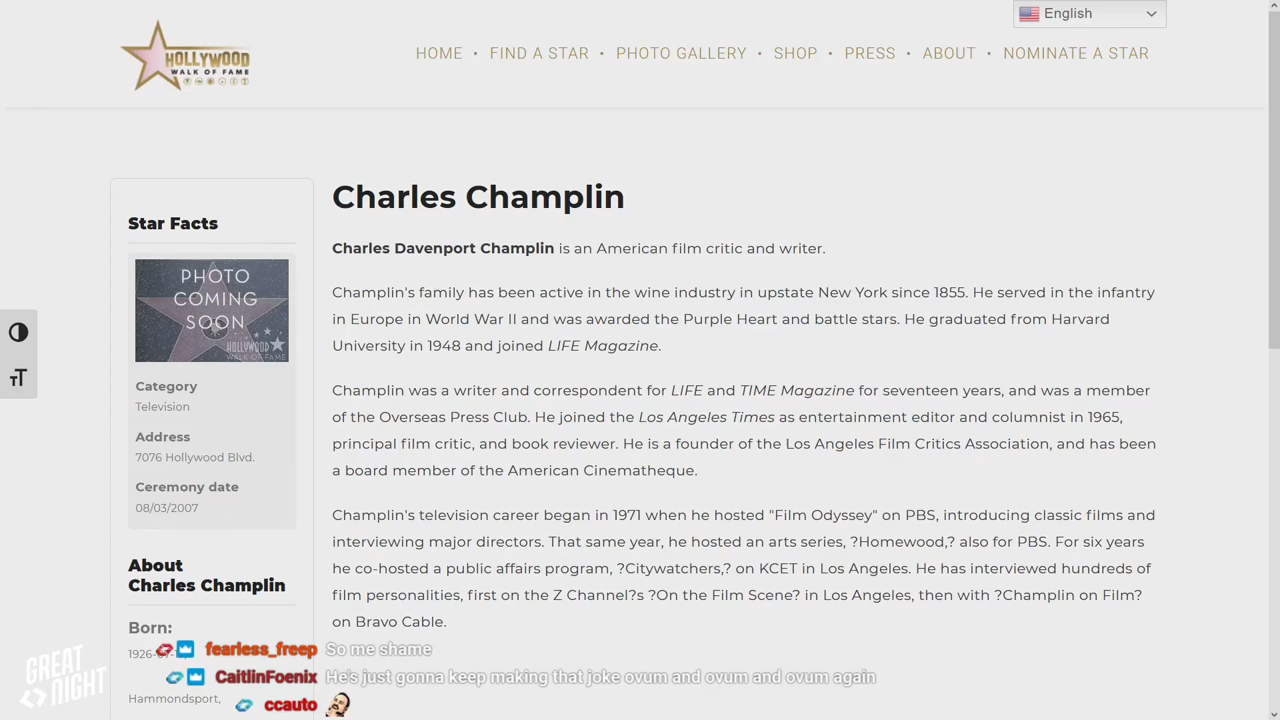 English
HOLLYWOOD
WALK OF FAME
HOME • FIND A STAR • PHOTO GALLERY • SHOP • PRESS • ABOUT • NOMINATE A STAR
Charles Champlin
Star Facts
PHOTO
COMING
SOON
HOLLYWOOD
WALK OF FAME
Category
Television
Address
7076 Hollywood Blvd.
Ceremony date
08/03/2007
About
Charles Champlin
Born:
Hammondsport,
Charles Davenport Champlin is an American film critic and writer.
Champlin's family has been active in the wine industry in upstate New York since 1855. He served in the infantry
in Europe in World War II and was awarded the Purple Heart and battle stars. He graduated from Harvard
University in 1948 and joined LIFE Magazine.
Champlin was a writer and correspondent for LIFE and TIME Magazine for seventeen years, and was a member
of the Overseas Press Club. He joined the Los Angeles Times as entertainment editor and columnist in 1965,
principal film critic, and book reviewer. He is a founder of the Los Angeles Film Critics Association, and has been
a board member of the American Cinematheque.
Champlin's television career began in 1971 when he hosted "Film Odyssey" on PBS, introducing classic films and
interviewing major directors. That same year, he hosted an arts series, ?Homewood,? also for PBS. For six years
he co-hosted a public affairs program, ?Citywatchers,? on KCET in Los Angeles. He has interviewed hundreds of
film personalities, first on the Z Channel?s ?On the Film Scene? in Los Angeles, then with ?Champlin on Film?
on Bravo Cable.
fearless_freep So me shame
CaitlinFoenix He's just gonna keep making that joke ovum and ovum and ovum again
ccauto
GREAT
NIGHT